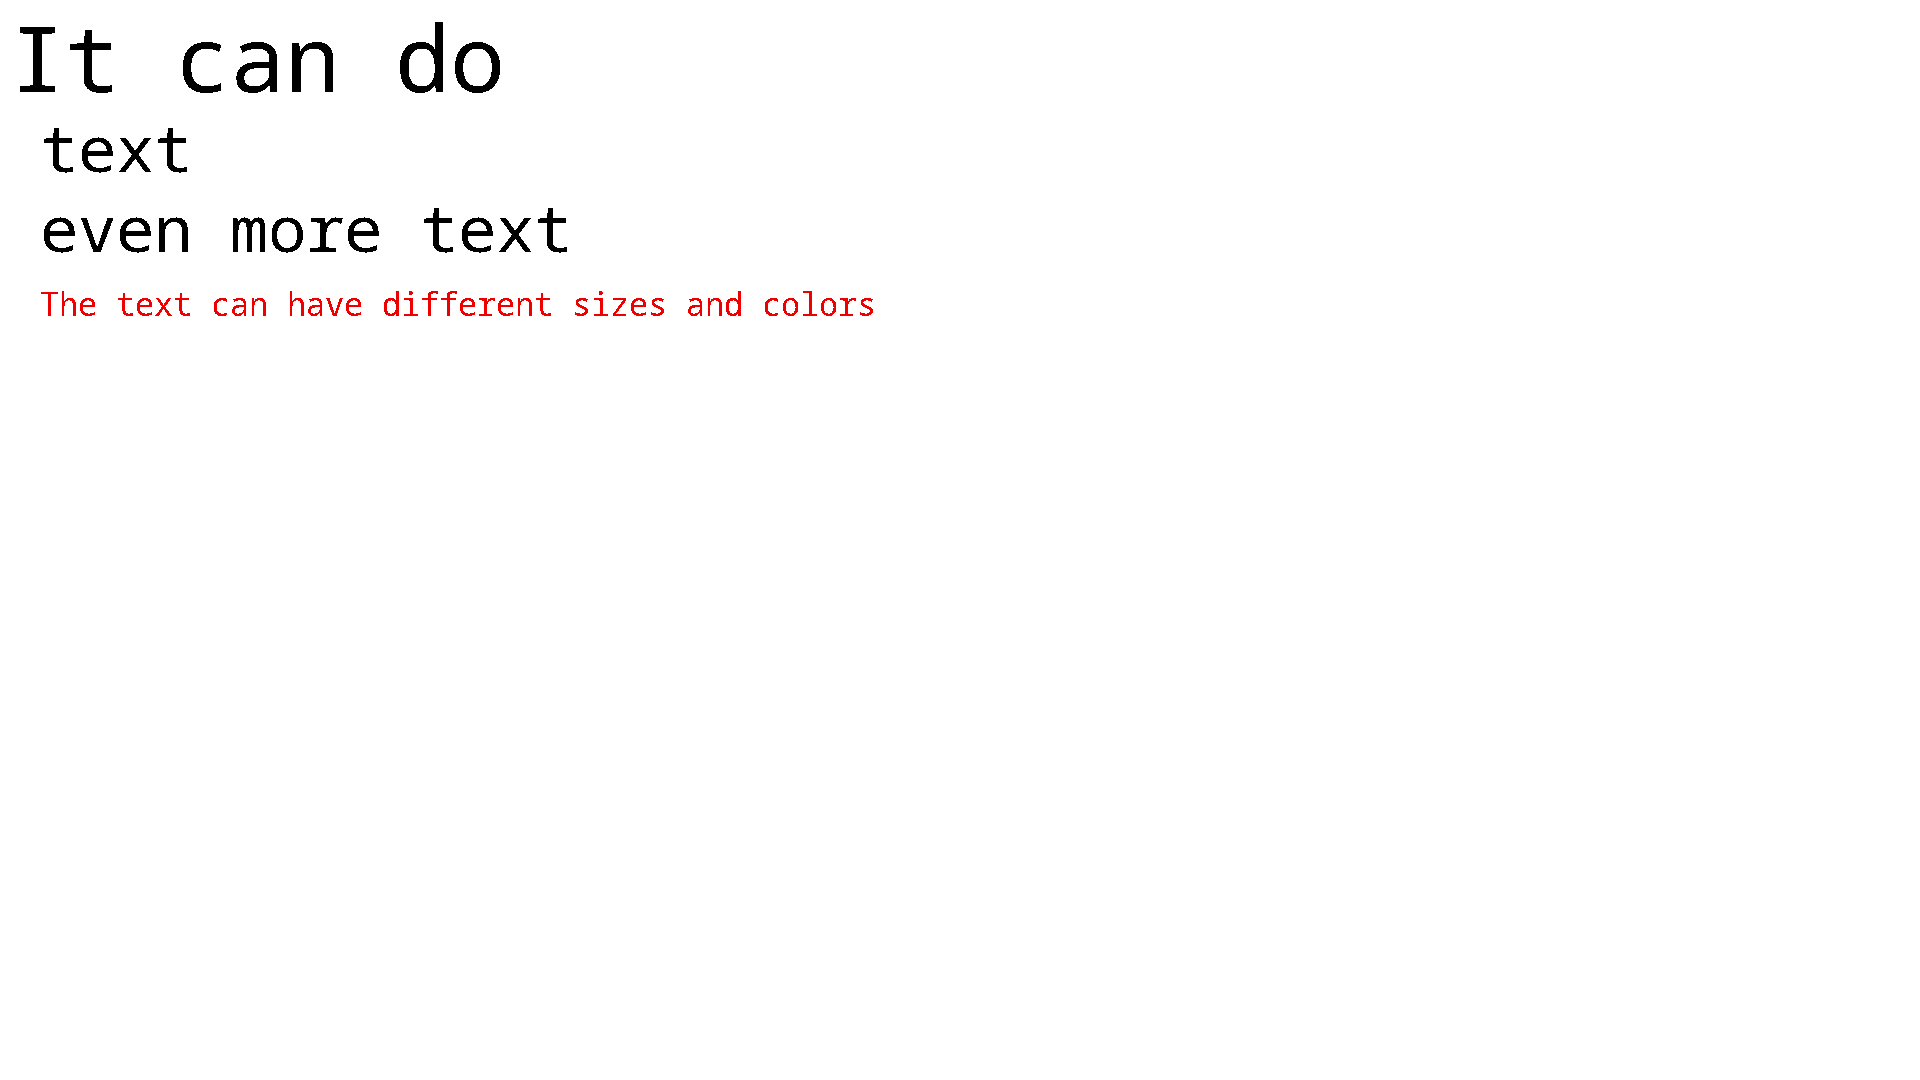 It can do
text
even more text
The text can have different sizes and colors